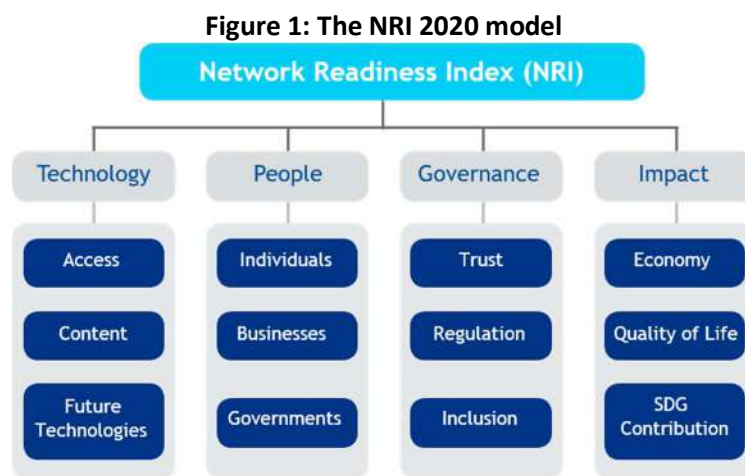 Figure 1: The NRI 2020 model
Network Readiness Index (NRI)
Technology
People
Governance
Impact
Access
Individuals
Trust
Economy
Content
Businesses
Regulation
Quality of Life
Future
Technologies
Governments
Inclusion
SDG
Contribution